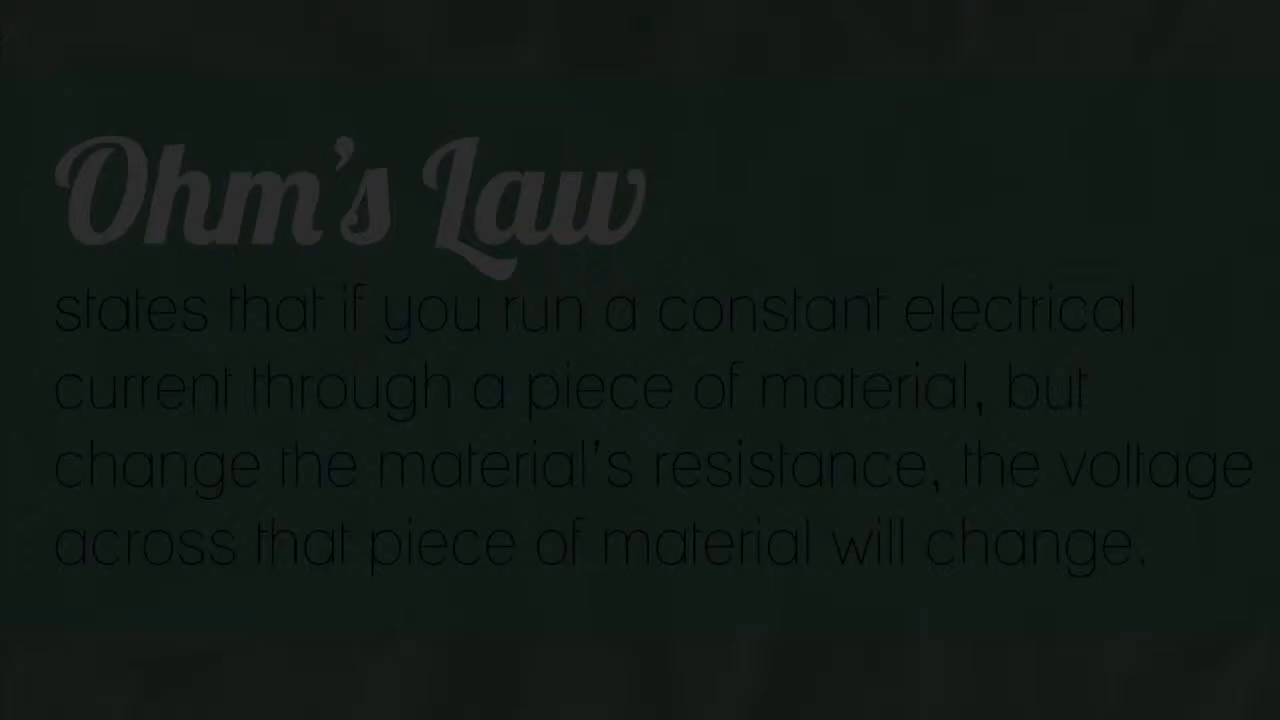 Ohm's Law
states that if you run a constant electrical
current through a piece of material, but
change the material's resistance, the voltage
across that piece of material will change.